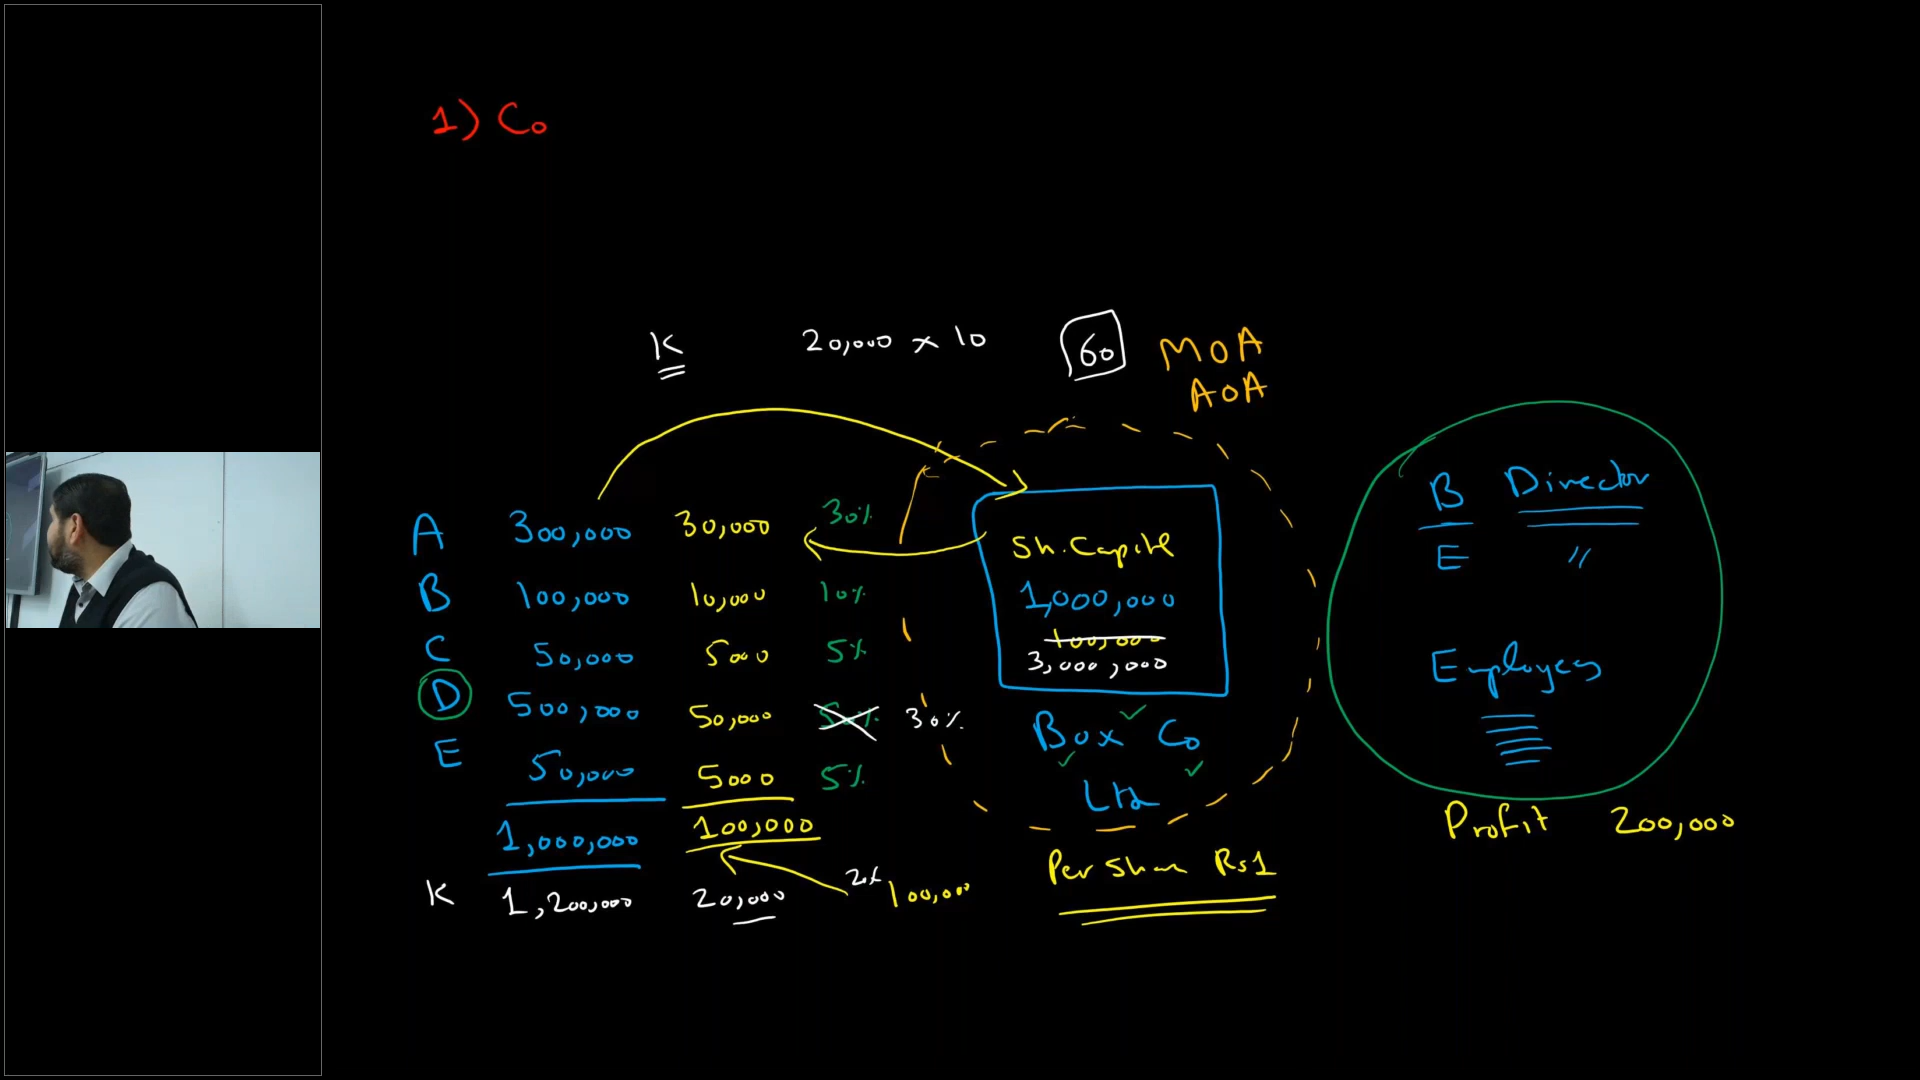 1) Co
K 20,000 x 10 60 MOA
AOA
A 300,000 30,000 30%
B 100,000 10,000 10%
C 50,000 5000 5%
D 500,000 50,000 50% 30%
E 50,000 5000 5%
1,000,000 100,000
K 1,200,000 20,000 100,000
Sh. Capital
1,000,000
100,000
3,000,000
Box Co
Ltd
Per Share Rs1
B Director
E "
Employees
Profit 200,000